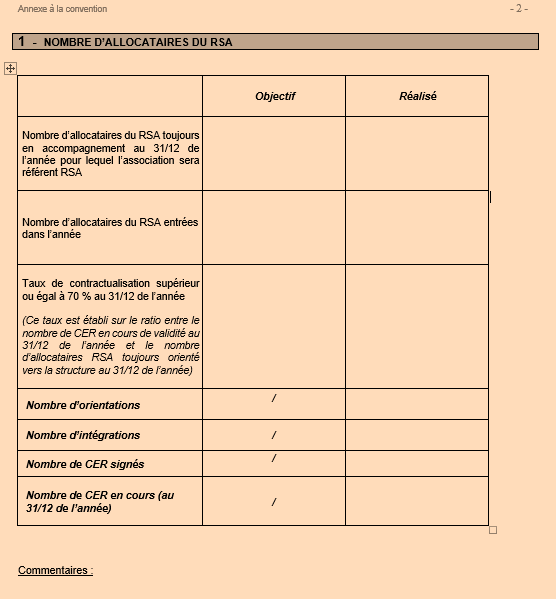 Annexe à la convention
- 2 -
1 - NOMBRE D'ALLOCATAIRES DU RSA
Objectif
Réalisé
Nombre d'allocataires du RSA toujours
en accompagnement au 31/12 de
l'année pour lequel l'association sera
référent RSA
Nombre d'allocataires du RSA entrées
dans l'année
Taux de contractualisation supérieur
ou égal à 70 % au 31/12 de l'année
(Ce taux est établi sur le ratio entre le
nombre de CER en cours de validité au
31/12 de l'année et le nombre
d'allocataires RSA toujours orienté
vers la structure au 31/12 de l'année)
Nombre d'orientations
/
Nombre d'intégrations
/
Nombre de CER signés
/
Nombre de CER en cours (au
31/12 de l'année)
/
Commentaires :